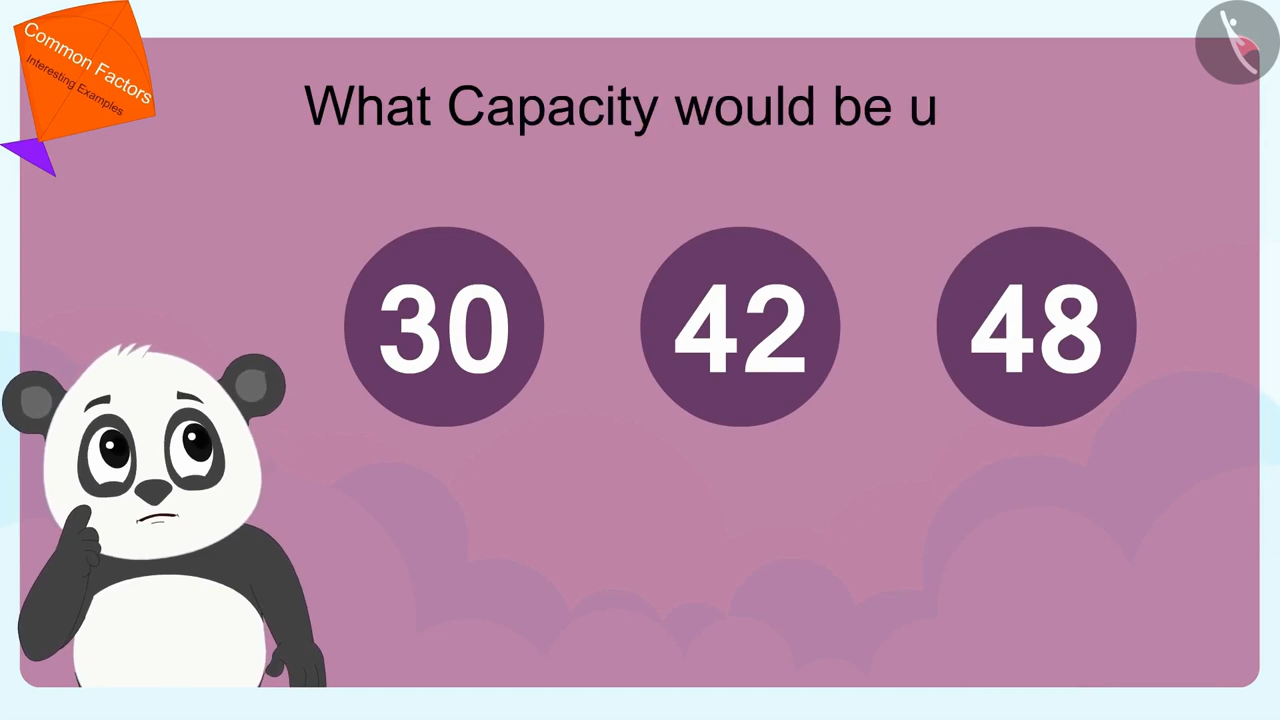 Common Factors
Interesting Examples
What Capacity would be u
30 42 48